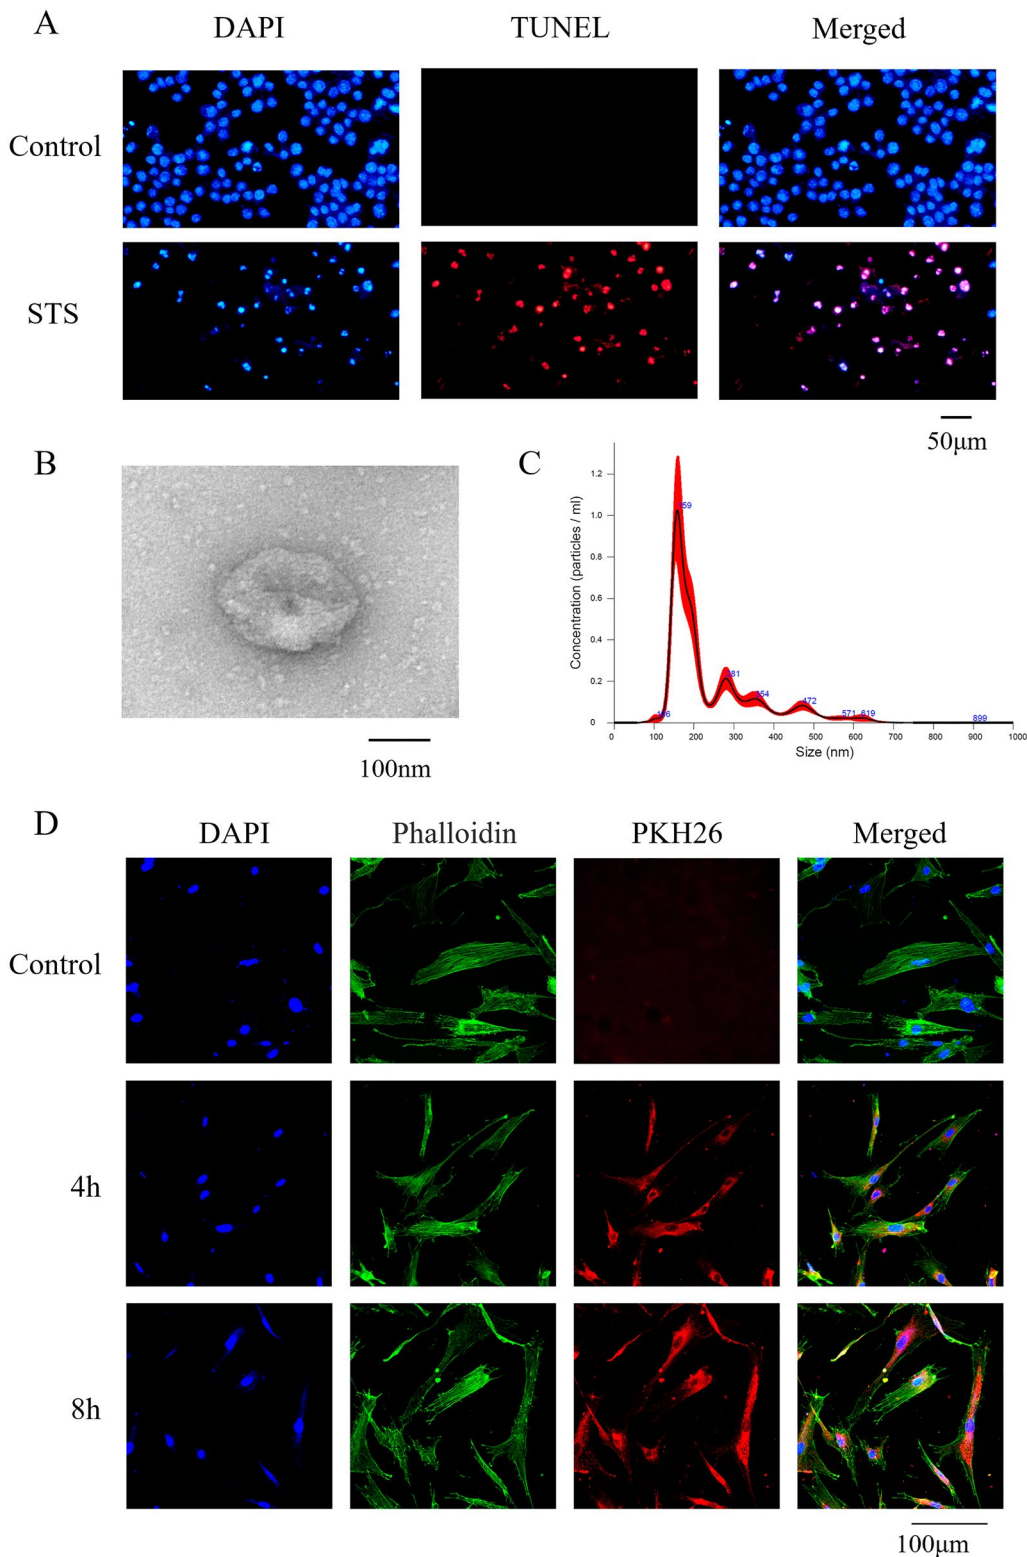 A
DAPI TUNEL Merged
Control
STS
50μm
B
100nm
C
Concentration (particles / ml)
1.2
1.0
0.8
0.6
0.4
0.2
0
281
472
571 619
899
0 100 200 300 400 500 600 700 800 900 1000
Size (nm)
D
DAPI Phalloidin PKH26 Merged
Control
4h
8h
100μm